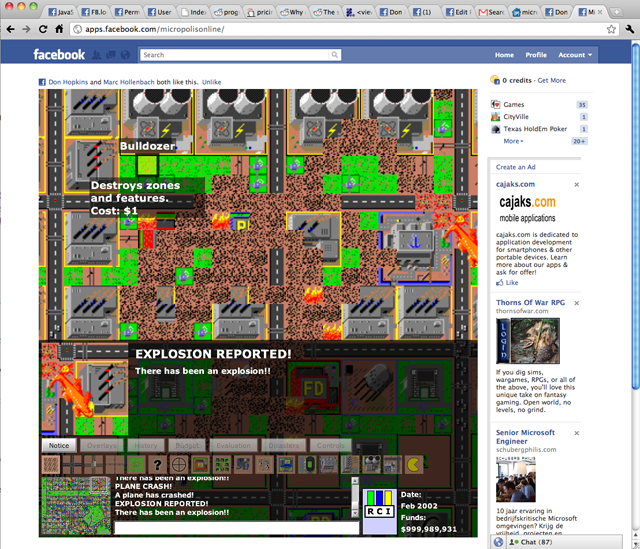 JavaS
FB.lo
Perm
User
Index
prog
pricin
Why
The
<view
Don
(1)
Edit
Sear
micr
Don
Mi
apps.facebook.com/micropolisonline/
facebook
Search
Home Profile Account
Don Hopkins and Marc Hollenbach both like this. Unlike
Bulldozer
Destroys zones
and features.
Cost: $1
P
FD
EXPLOSION REPORTED!
There has been an explosion!!
Notice Overlays History Budget Evaluation Disasters Controls
?
There has been an explosion!!
PLANE CRASH!
A plane has crashed!
EXPLOSION REPORTED!
There has been an explosion!!
R C I
Date:
Feb 2002
Funds:
$999,989,931
0 credits · Get More
Games 35
CityVille 1
Texas HoldEm Poker 1
More 20+
Create an Ad
cajaks.com
cajaks.com
mobile applications
cajaks.com is dedicated to
application development
for smartphones & other
portable devices. Learn
more about our apps &
ask for offer!
Like
Thorns Of War RPG
thornsofwar.com
LOGIN
If you dig sims,
wargames, RPGs, or all of
the above, you'll love this
unique take on fantasy
gaming. Open world, no
levels, no grind.
Senior Microsoft
Engineer
schubergphilis.com
SCHUBERG
PHILIS
10 jaar ervaring in
bedrijfskritische Microsoft
omgevingen? Krijg de
vrijheid, projecten en
Chat (87)